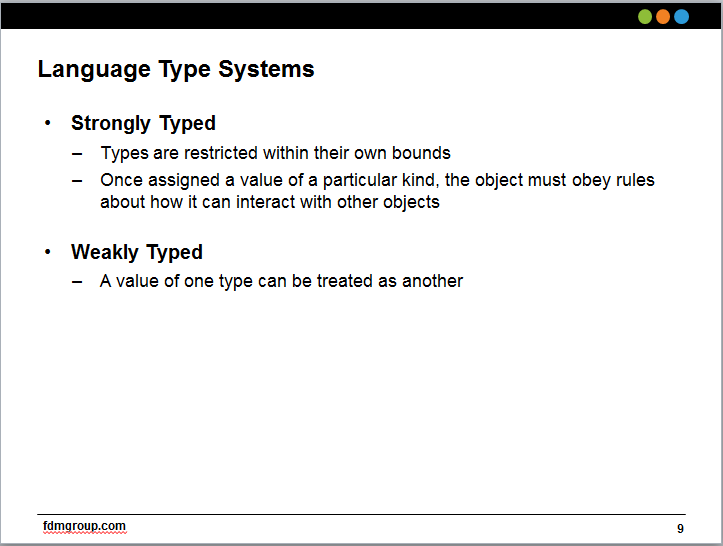 Language Type Systems
• Strongly Typed
– Types are restricted within their own bounds
– Once assigned a value of a particular kind, the object must obey rules
about how it can interact with other objects
• Weakly Typed
– A value of one type can be treated as another
fdmgroup.com
9